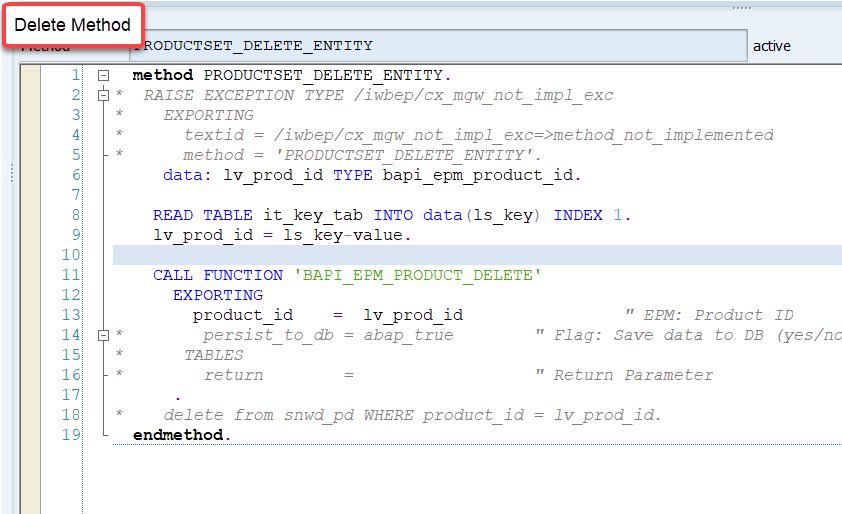 Delete Method
Method PRODUCTSET_DELETE_ENTITY active
1 method PRODUCTSET_DELETE_ENTITY.
2 * RAISE EXCEPTION TYPE /iwbep/cx_mgw_not_impl_exc
3 * EXPORTING
4 * textid = /iwbep/cx_mgw_not_impl_exc=>method_not_implemented
5 * method = 'PRODUCTSET_DELETE_ENTITY'.
6 data: lv_prod_id TYPE bapi_epm_product_id.
7
8 READ TABLE it_key_tab INTO data(ls_key) INDEX 1.
9 lv_prod_id = ls_key-value.
10
11 CALL FUNCTION 'BAPI_EPM_PRODUCT_DELETE'
12 EXPORTING
13 product_id = lv_prod_id " EPM: Product ID
14 * persist_to_db = abap_true " Flag: Save data to DB (yes/no
15 * TABLES
16 * return = " Return Parameter
17 .
18 * delete from snwd_pd WHERE product_id = lv_prod_id.
19 endmethod.